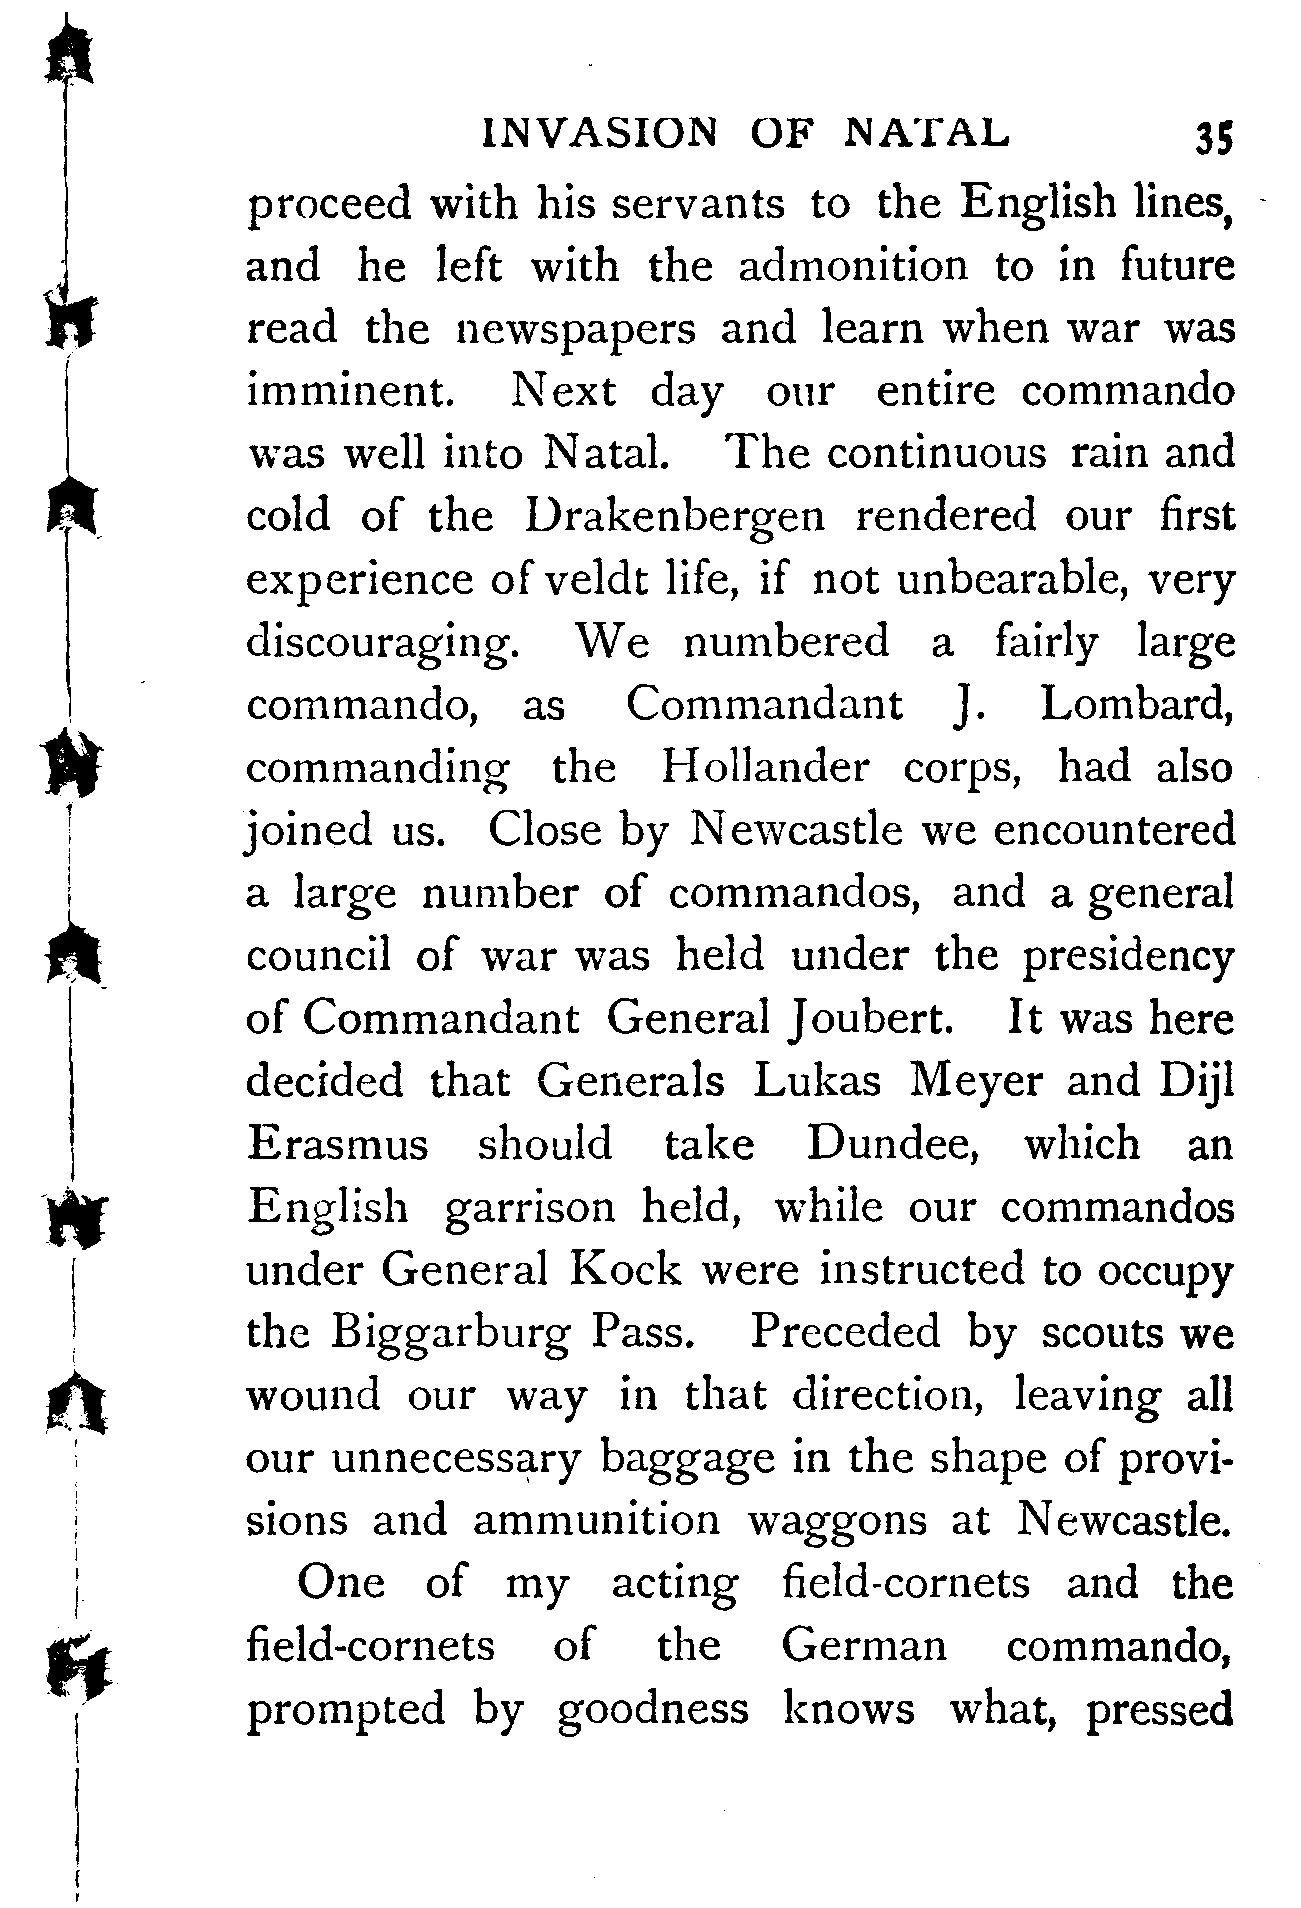 INVASION OF NATAL 35
proceed with his servants to the English lines,
and he left with the admonition to in future
read the newspapers and learn when war was
imminent. Next day our entire commando
was well into Natal. The continuous rain and
cold of the Drakenbergen rendered our first
experience of veldt life, if not unbearable, very
discouraging. We numbered a fairly large
commando, as Commandant J. Lombard,
commanding the Hollander corps, had also
joined us. Close by Newcastle we encountered
a large number of commandos, and a general
council of war was held under the presidency
of Commandant General Joubert. It was here
decided that Generals Lukas Meyer and Dijl
Erasmus should take Dundee, which an
English garrison held, while our commandos
under General Kock were instructed to occupy
the Biggarburg Pass. Preceded by scouts we
wound our way in that direction, leaving all
our unnecessary baggage in the shape of provi-
sions and ammunition waggons at Newcastle.
One of my acting field-cornets and the
field-cornets of the German commando,
prompted by goodness knows what, pressed